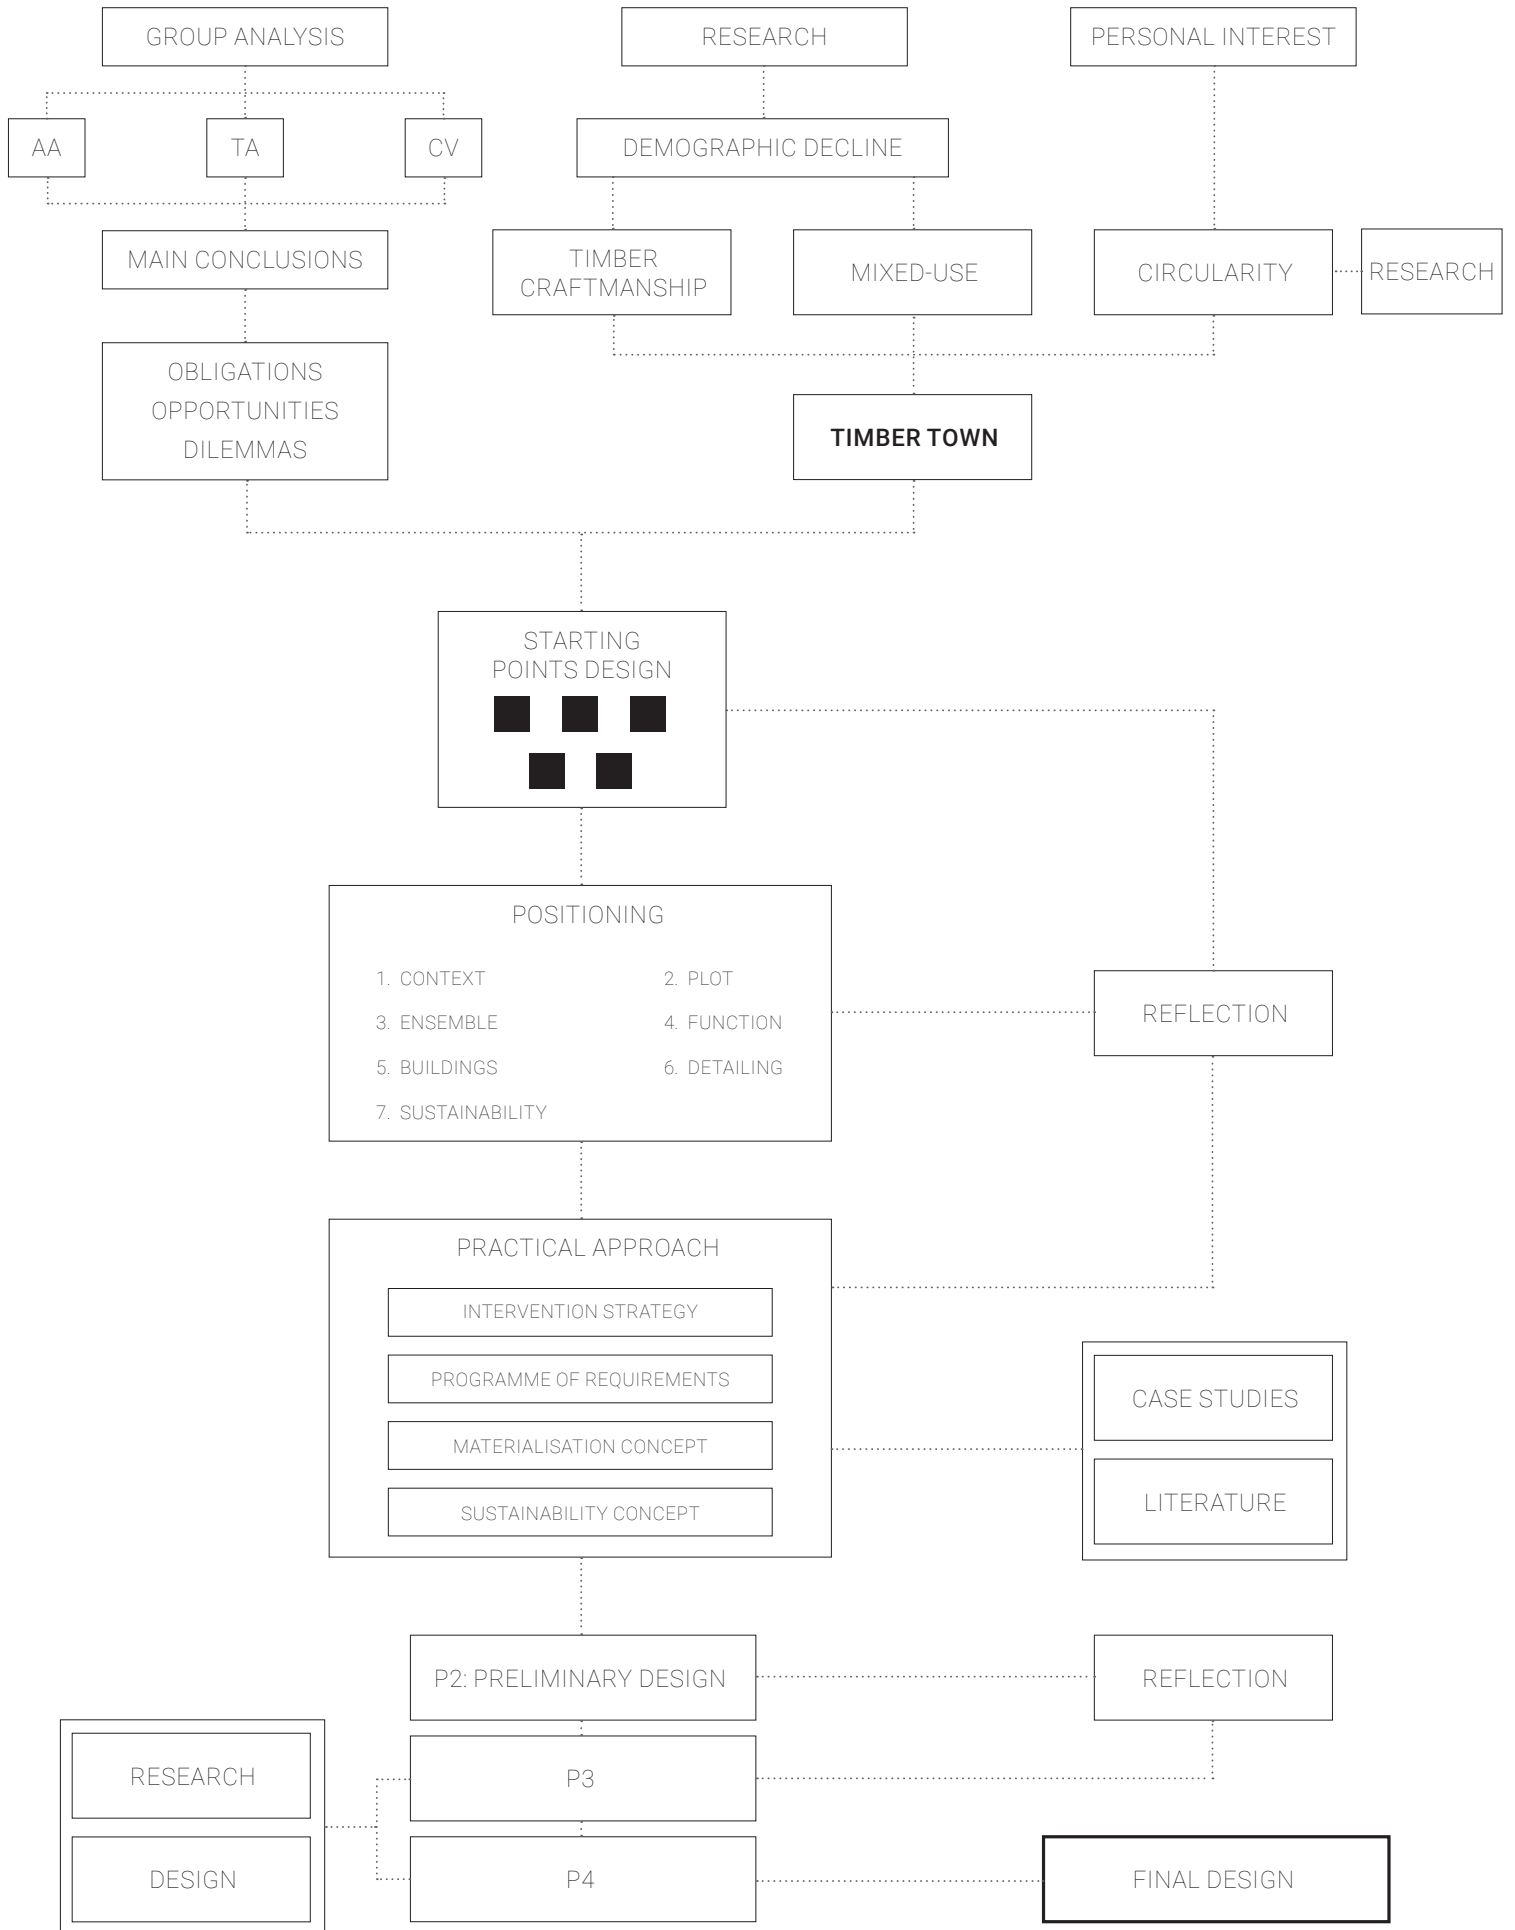 GROUP ANALYSIS
RESEARCH
PERSONAL INTEREST
AA
TA
CV
DEMOGRAPHIC DECLINE
MAIN CONCLUSIONS
TIMBER
CRAFTMANSHIP
MIXED-USE
CIRCULARITY
RESEARCH
OBLIGATIONS
OPPORTUNITIES
DILEMMAS
TIMBER TOWN
STARTING
POINTS DESIGN
POSITIONING
1. CONTEXT
2. PLOT
3. ENSEMBLE
4. FUNCTION
5. BUILDINGS
6. DETAILING
7. SUSTAINABILITY
REFLECTION
PRACTICAL APPROACH
INTERVENTION STRATEGY
PROGRAMME OF REQUIREMENTS
MATERIALISATION CONCEPT
SUSTAINABILITY CONCEPT
CASE STUDIES
LITERATURE
P2: PRELIMINARY DESIGN
REFLECTION
RESEARCH
P3
DESIGN
P4
FINAL DESIGN